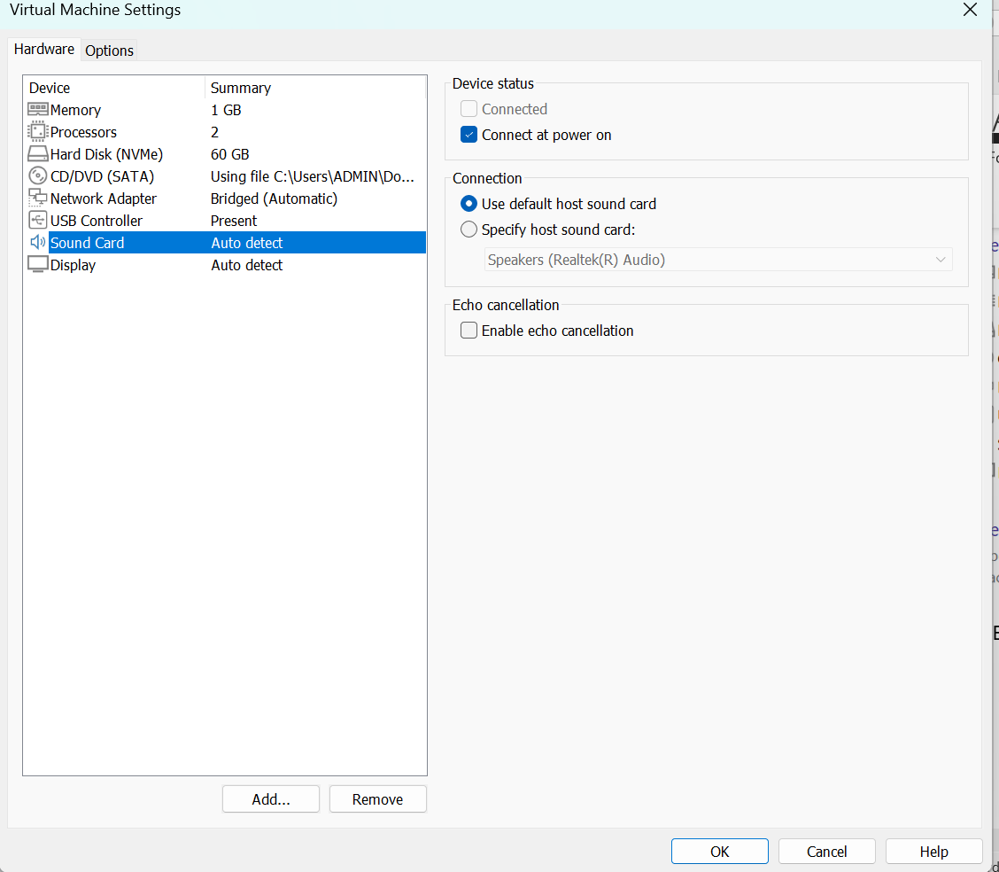 Virtual Machine Settings
Hardware
Options
Device Summary
Memory 1 GB
Processors 2
Hard Disk (NVMe) 60 GB
CD/DVD (SATA) Using file C:\Users\ADMIN\Do...
Network Adapter Bridged (Automatic)
USB Controller Present
Sound Card Auto detect
Display Auto detect
Add...
Remove
Device status
Connected
Connect at power on
Connection
Use default host sound card
Specify host sound card:
Speakers (Realtek(R) Audio)
Echo cancellation
Enable echo cancellation
OK
Cancel
Help